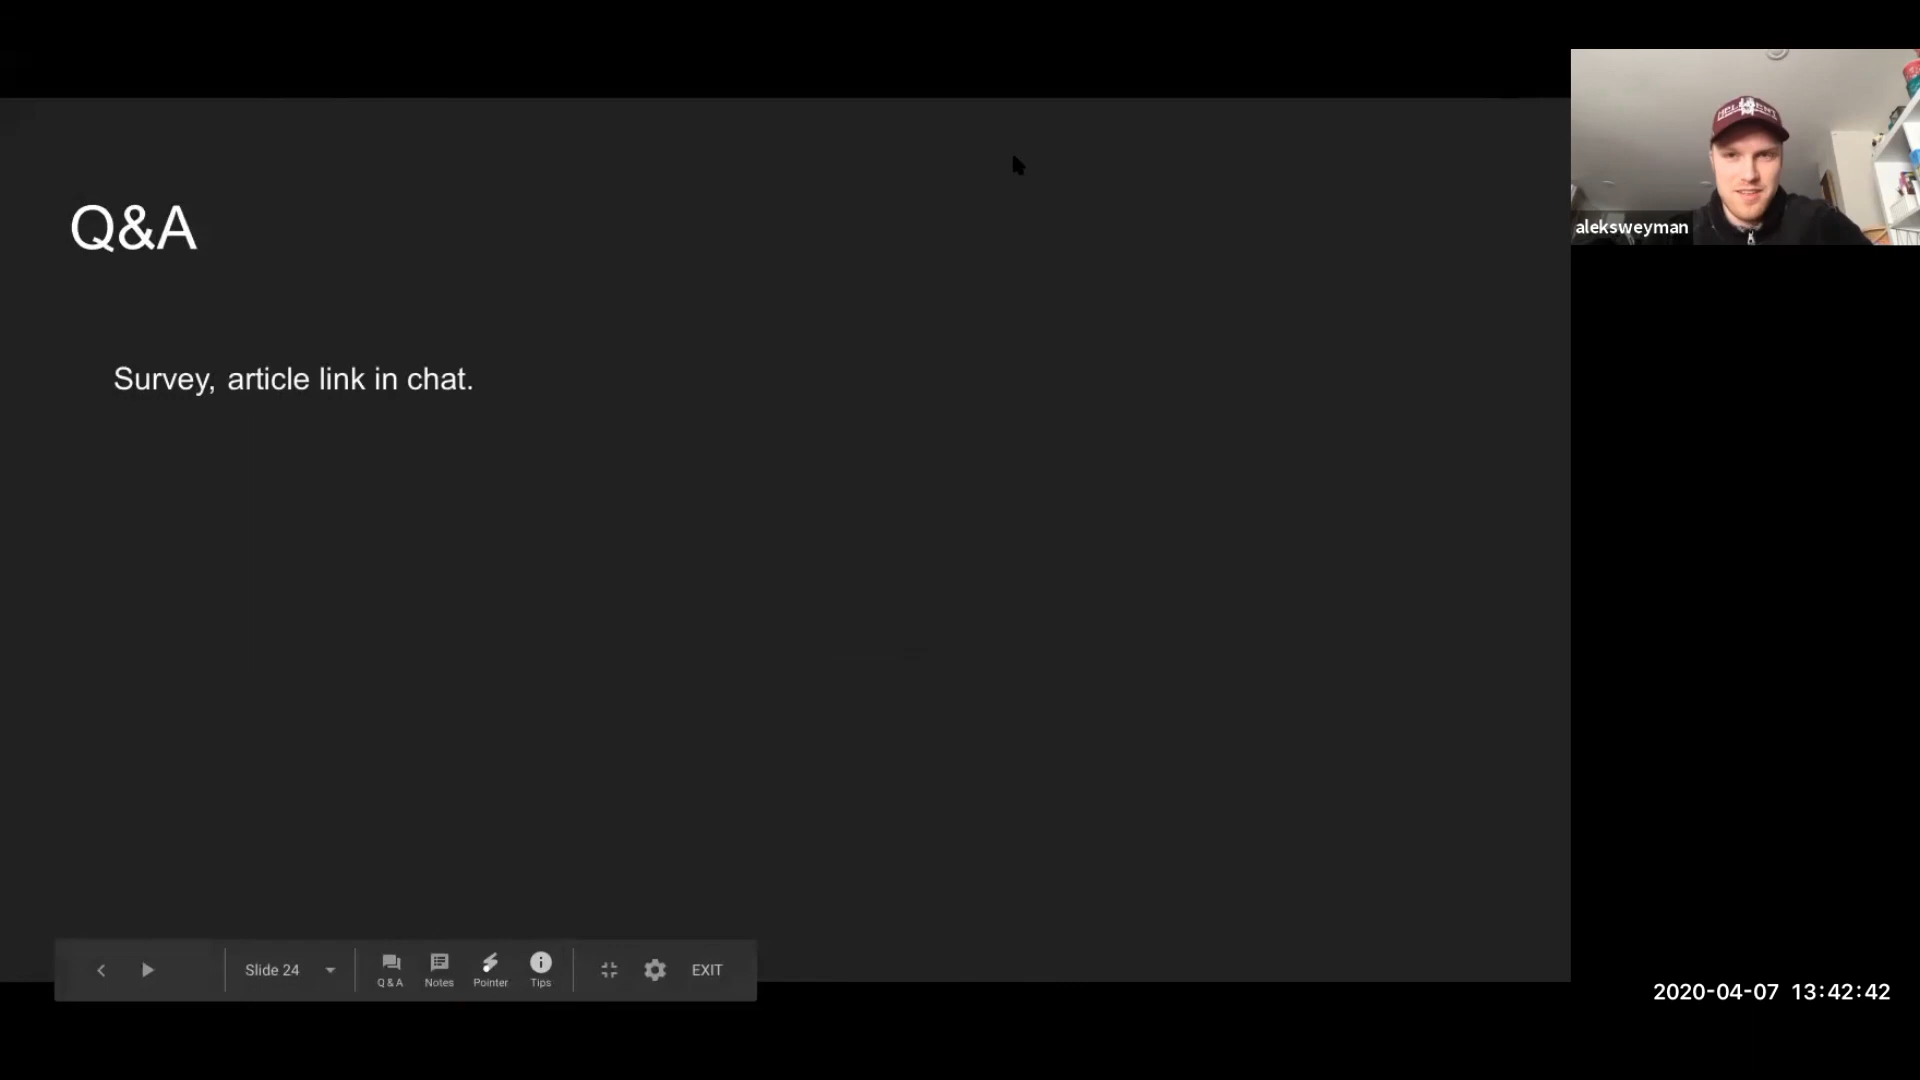 Q&A
Survey, article link in chat.
aleksweyman
Slide 24
Q & A
Notes
Pointer
Tips
EXIT
2020-04-07 13:42:42